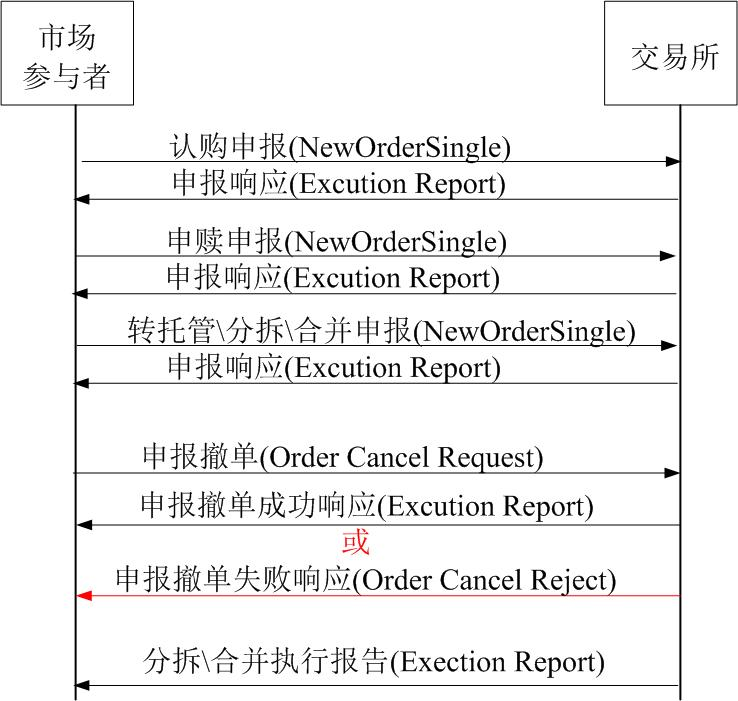 市场
参与者
交易所
认购申报(NewOrderSingle)
申报响应(Excution Report)
申赎申报(NewOrderSingle)
申报响应(Excution Report)
转托管\分拆\合并申报(NewOrderSingle)
申报响应(Excution Report)
申报撤单(Order Cancel Request)
申报撤单成功响应(Excution Report)
或
申报撤单失败响应(Order Cancel Reject)
分拆\合并执行报告(Exection Report)